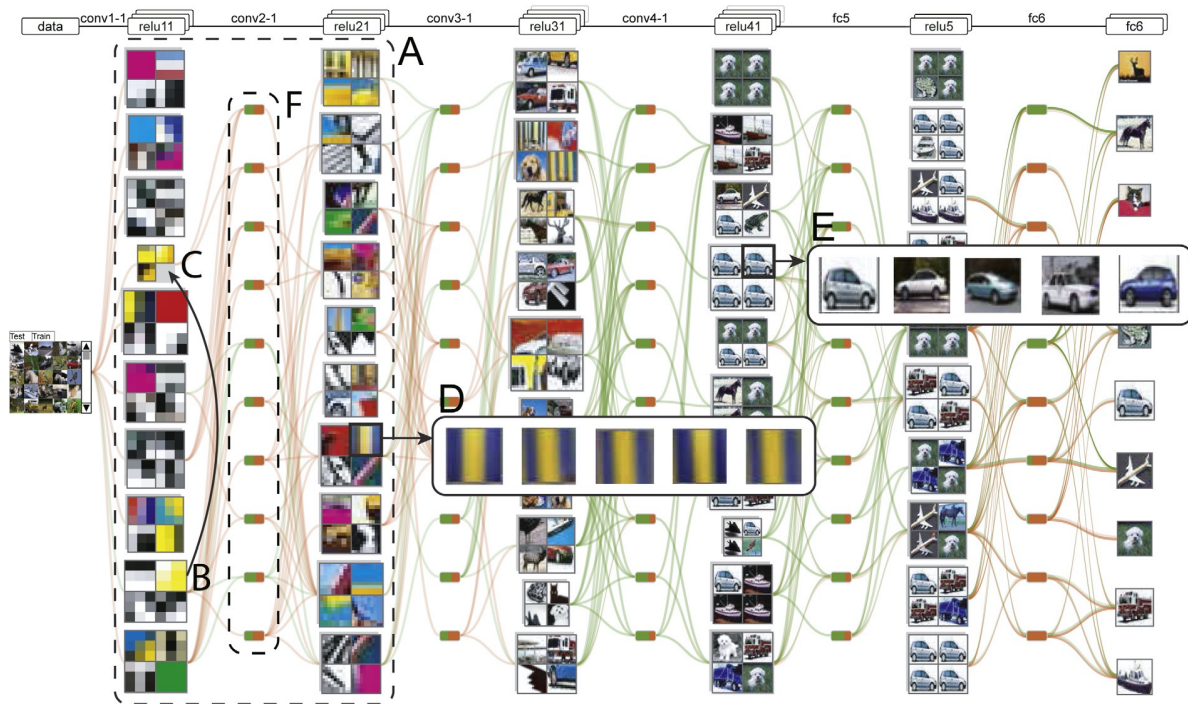 data conv1-1 relu11 conv2-1 relu21 conv3-1 relu31 conv4-1 relu41 fc5 relu5 fc6 fc6
A
F
E
C
Test Train
D
B